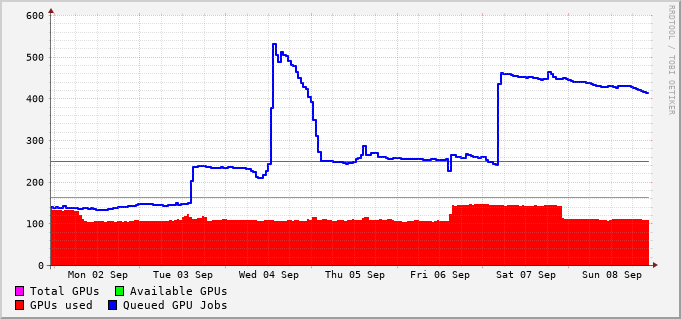 600
500
400
300
200
100
0
Mon 02 Sep Tue 03 Sep Wed 04 Sep Thu 05 Sep Fri 06 Sep Sat 07 Sep Sun 08 Sep
Total GPUs Available GPUs
GPUs used Queued GPU Jobs
RRDTOOL / TOBI OETIKER